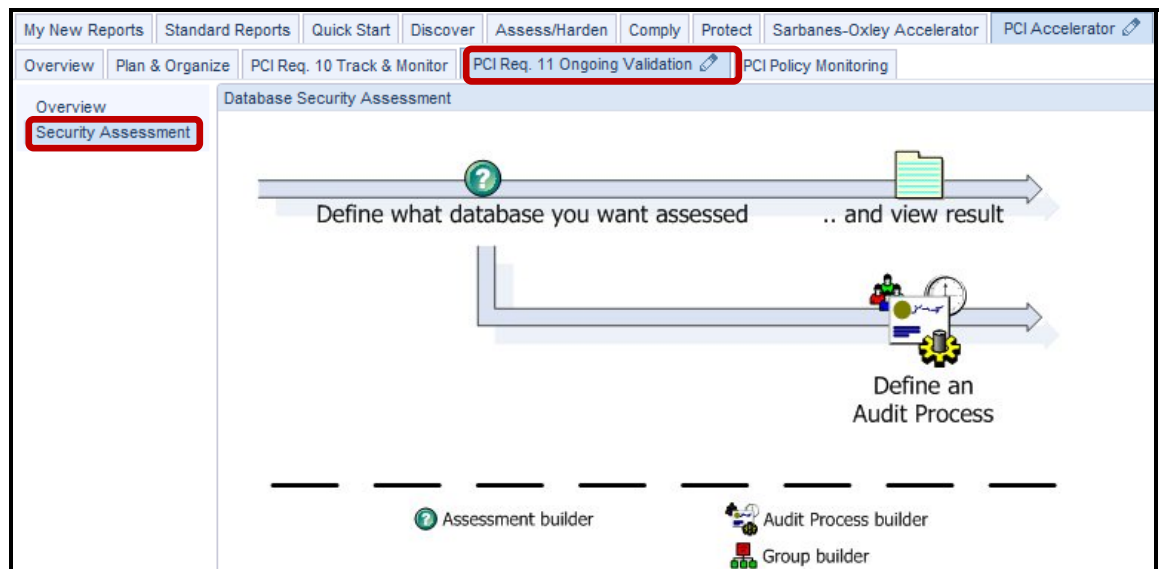 My New Reports Standard Reports Quick Start Discover Assess/Harden Comply Protect Sarbanes-Oxley Accelerator PCI Accelerator
Overview Plan & Organize PCI Req. 10 Track & Monitor PCI Req. 11 Ongoing Validation PCI Policy Monitoring
Overview
Security Assessment
Database Security Assessment
Define what database you want assessed
.. and view result
Define an
Audit Process
Assessment builder
Audit Process builder
Group builder